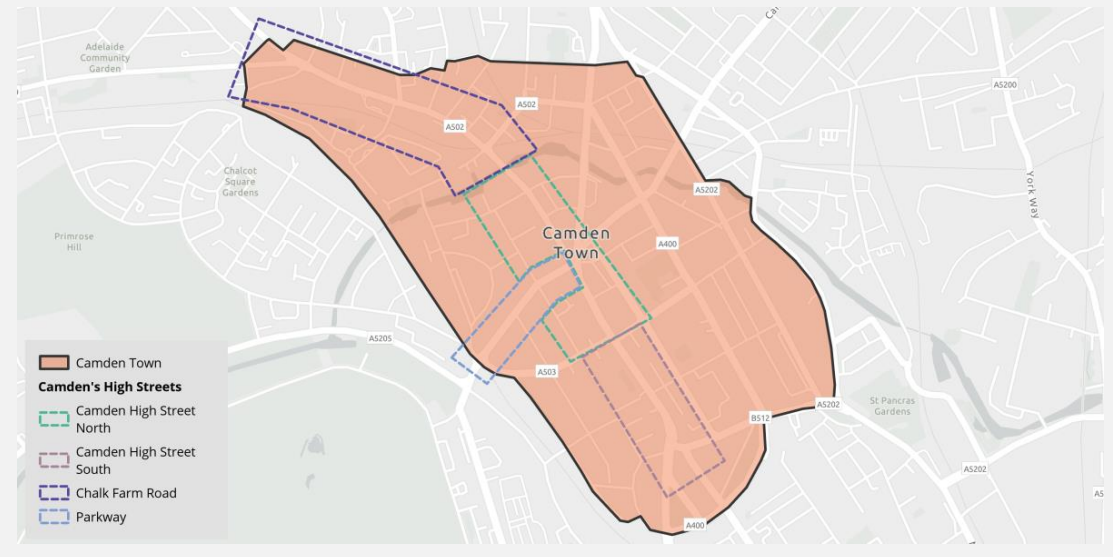 Adelaide
Community
Garden
Ca
A5200
A502
A502
Chalcot
Square
Gardens
A5202
York Way
Primrose
Hill
Camden
Town
A400
A5205
A503
St Pancras
Gardens
A5202
B512
A5202
A5
A400
Camden Town
Camden's High Streets
Camden High Street
North
Camden High Street
South
Chalk Farm Road
Parkway